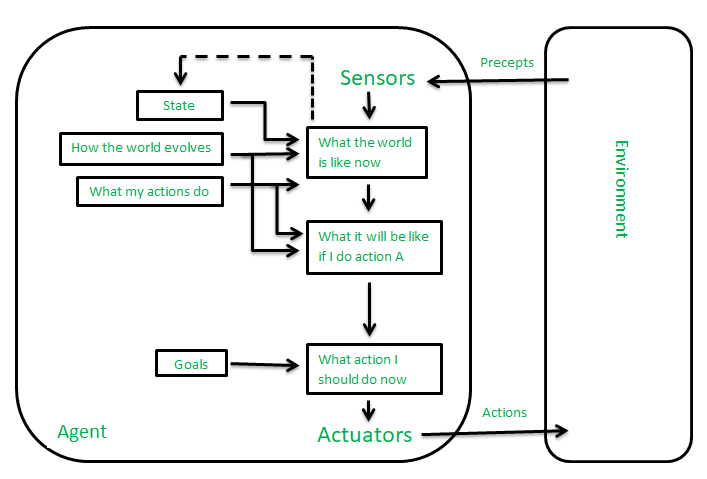 Precepts
Sensors
State
How the world evolves
What the world
is like now
What my actions do
What it will be like
if I do action A
Environment
Goals
What action I
should do now
Agent
Actuators
Actions